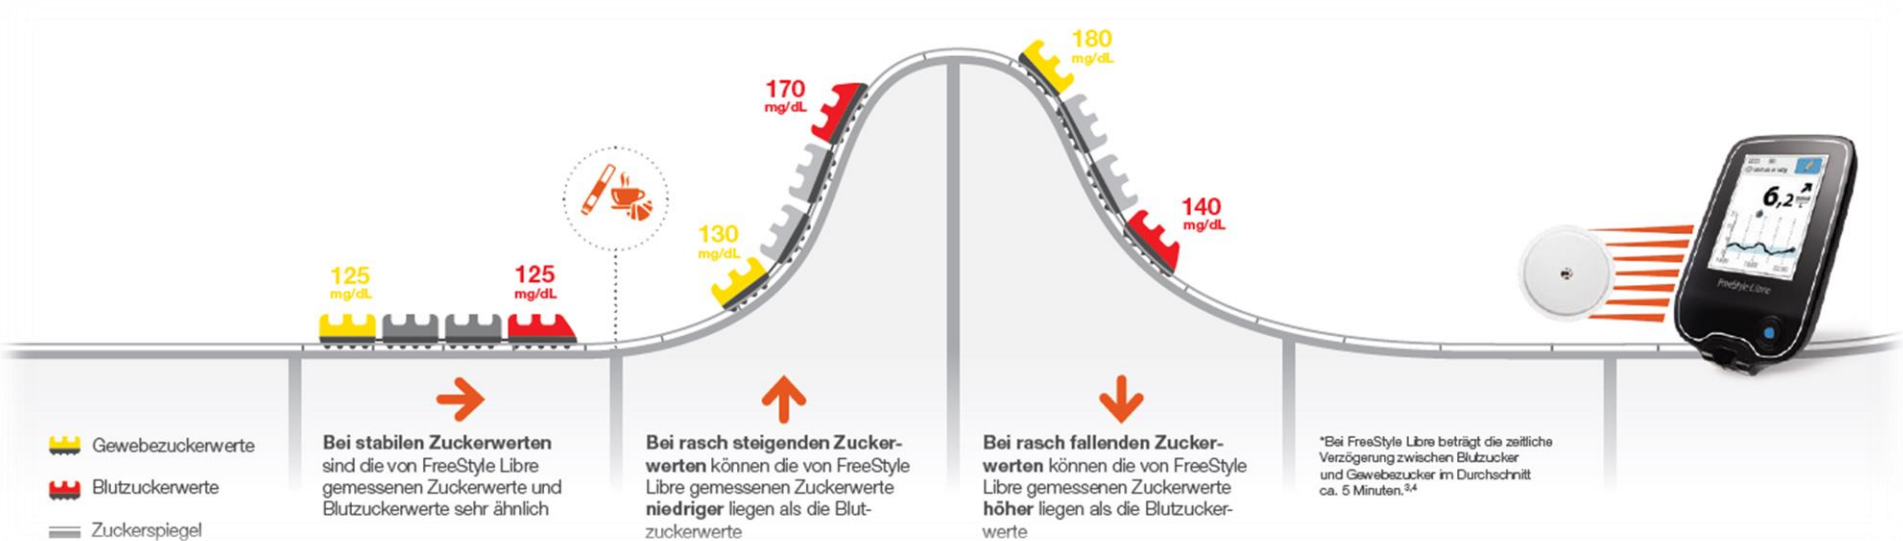 180
mg/dL
170
mg/dL
140
mg/dL
130
mg/dL
125
mg/dL
125
mg/dL
6,2
FreeStyle Libre
Gewebezuckerwerte
Blutzuckerwerte
Zuckerspiegel
Bei stabilen Zuckerwerten
sind die von FreeStyle Libre
gemessenen Zuckerwerte und
Blutzuckerwerte sehr ähnlich
Bei rasch steigenden Zucker-
werten können die von FreeStyle
Libre gemessenen Zuckerwerte
niedriger liegen als die Blut-
zuckerwerte
Bei rasch fallenden Zucker-
werten können die von FreeStyle
Libre gemessenen Zuckerwerte
höher liegen als die Blutzucker-
werte
*Bei FreeStyle Libre beträgt die zeitliche
Verzögerung zwischen Blutzucker
und Gewebezucker im Durchschnitt
ca. 5 Minuten.3,4